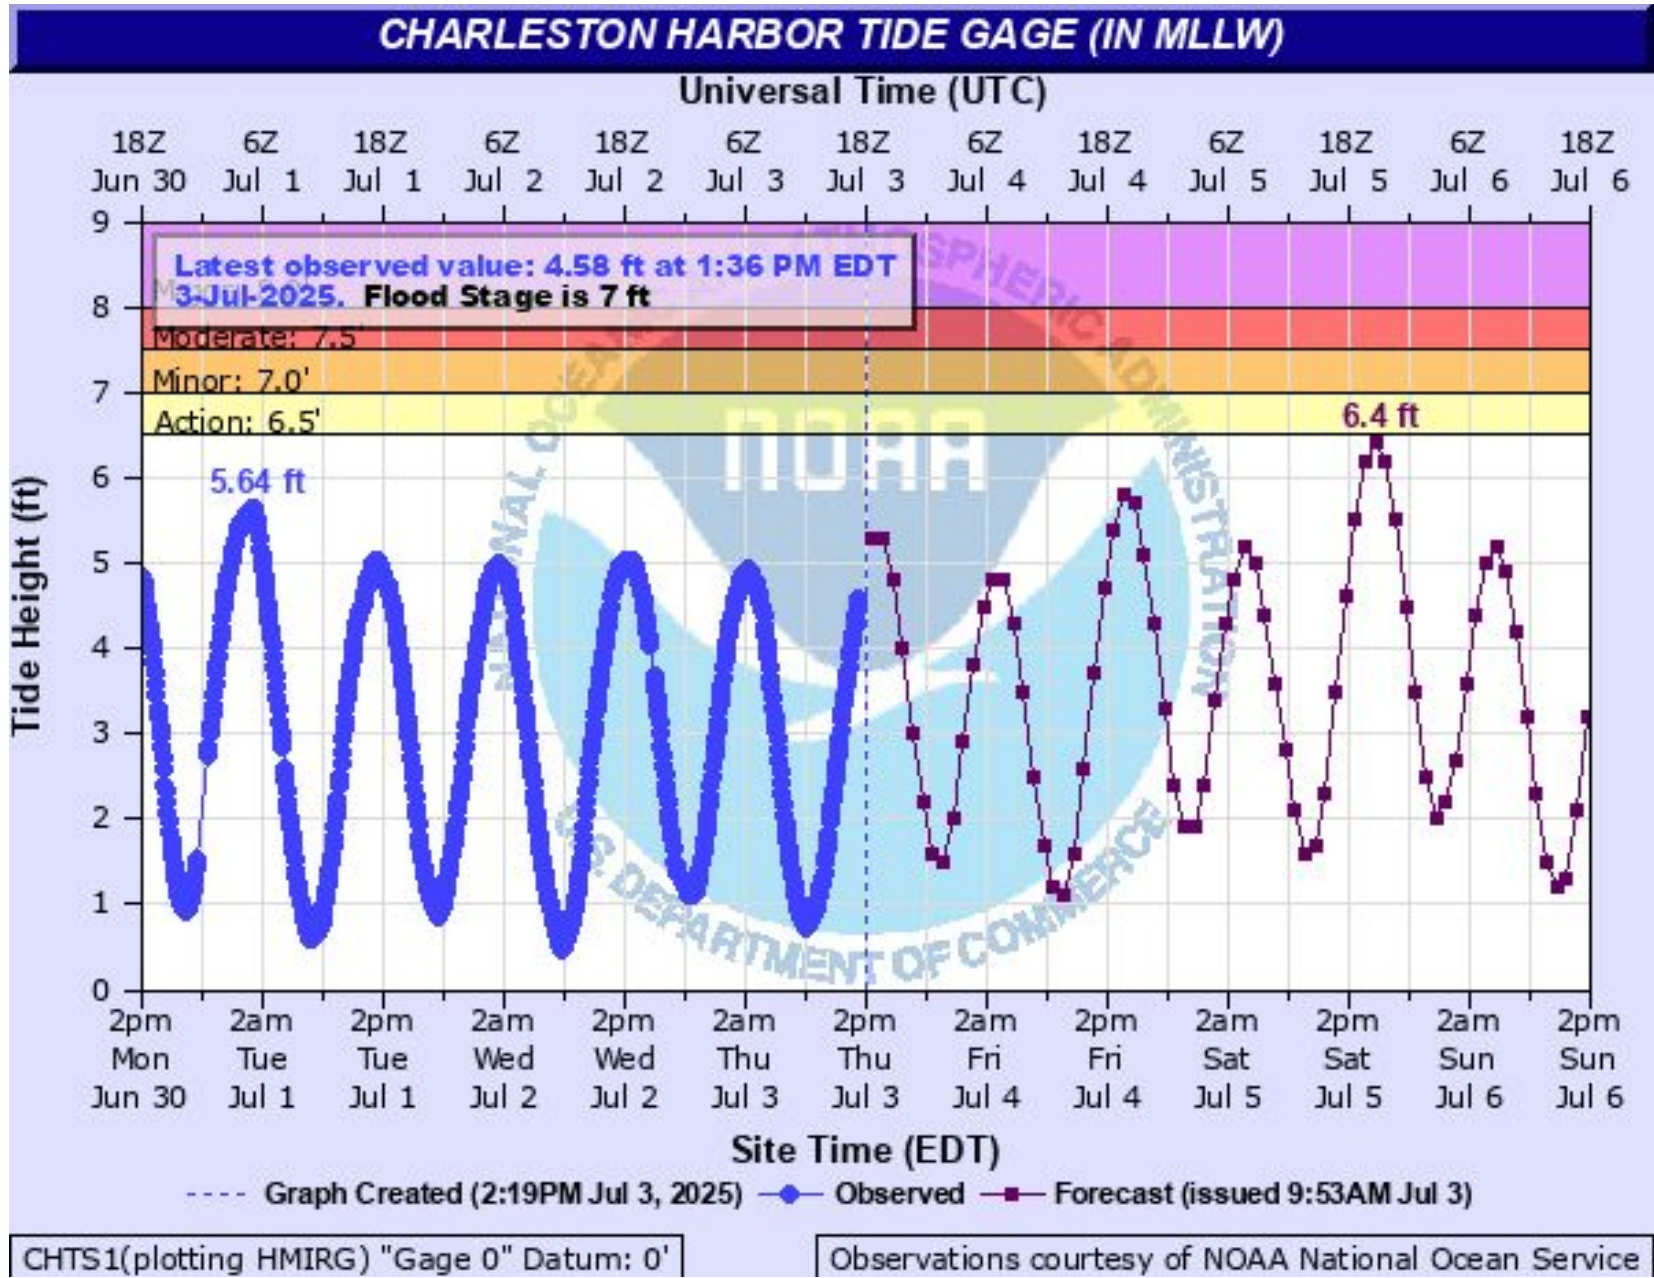 CHARLESTON HARBOR TIDE GAGE (IN MLLW)
Universal Time (UTC)
18Z 6Z 18Z 6Z 18Z 6Z 18Z 6Z 18Z 6Z 18Z 6Z 18Z
Jun 30 Jul 1 Jul 1 Jul 2 Jul 2 Jul 3 Jul 3 Jul 4 Jul 4 Jul 5 Jul 5 Jul 6 Jul 6
9
Latest observed value: 4.58 ft at 1:36 PM EDT
3-Jul-2025. Flood Stage is 7 ft
8
Moderate: 7.5'
Minor: 7.0'
7
Action: 6.5'
6.4 ft
6
5.64 ft
5
4
3
2
1
0
Tide Height (ft)
NATIONAL OCEANIC AND ATMOSPHERIC ADMINISTRATION
NOAA
U.S. DEPARTMENT OF COMMERCE
2pm 2am 2pm 2am 2pm 2am 2pm 2am 2pm 2am 2pm 2am 2pm
Mon Tue Tue Wed Wed Thu Thu Fri Fri Sat Sat Sun Sun
Jun 30 Jul 1 Jul 1 Jul 2 Jul 2 Jul 3 Jul 3 Jul 4 Jul 4 Jul 5 Jul 5 Jul 6 Jul 6
Site Time (EDT)
Graph Created (2:19PM Jul 3, 2025) Observed Forecast (issued 9:53AM Jul 3)
CHTS1(plotting HMIRG) "Gage 0" Datum: 0'
Observations courtesy of NOAA National Ocean Service